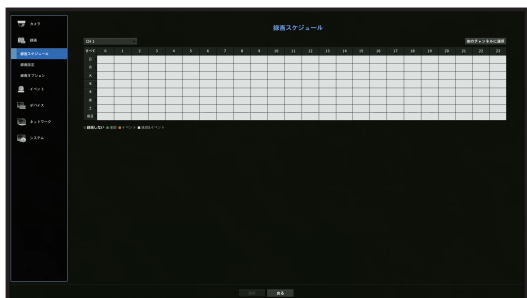 録画スケジュール
カメラ
録画
録画スケジュール
録画設定
録画オプション
イベント
デバイス
ネットワーク
システム
CH 1
他のチャンネルに適用
すべて 0 1 2 3 4 5 6 7 8 9 10 11 12 13 14 15 16 17 18 19 20 21 22 23
日
月
火
水
木
金
土
祝日
録画しない 連続 イベント 連続&イベント
戻る